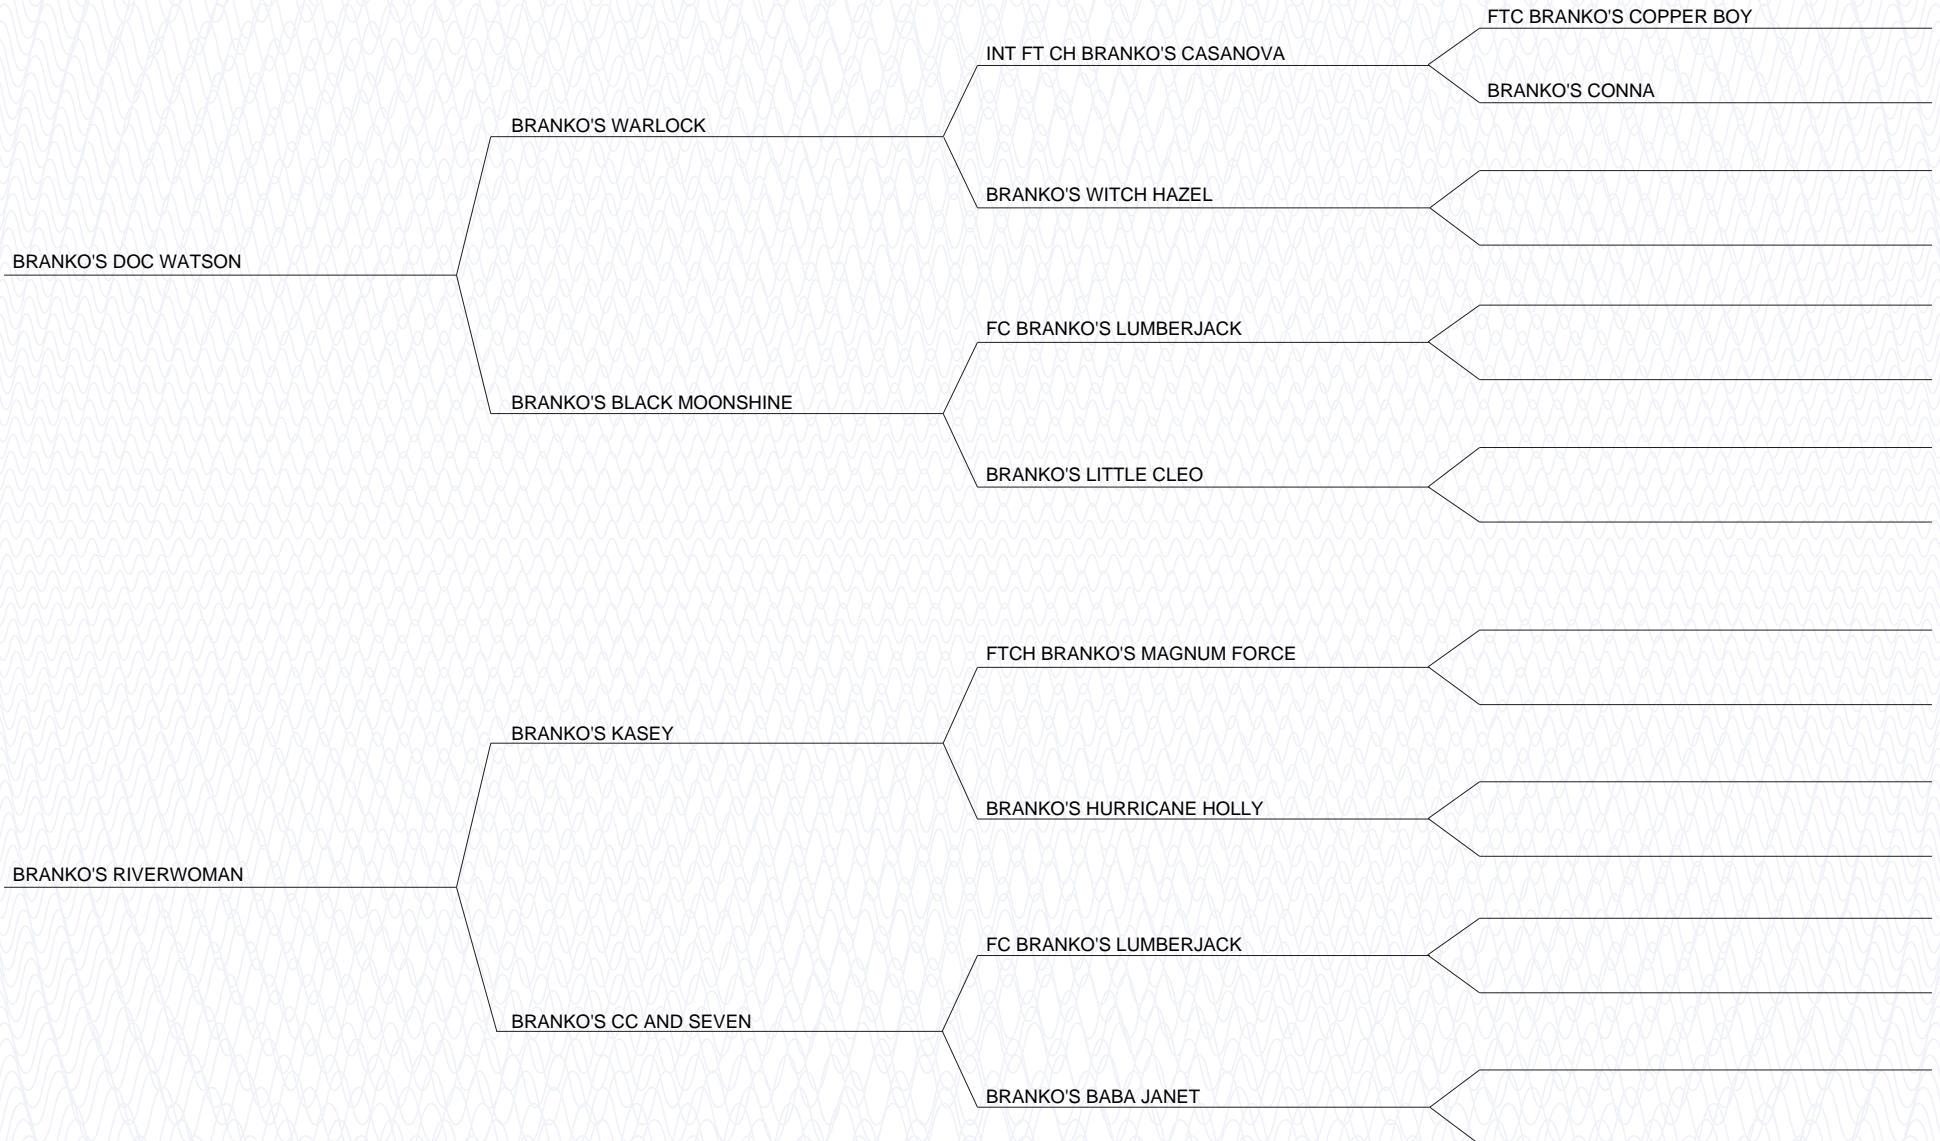 FTC BRANKO'S COPPER BOY
INT FT CH BRANKO'S CASANOVA
BRANKO'S CONNA
BRANKO'S WARLOCK
BRANKO'S WITCH HAZEL
BRANKO'S DOC WATSON
FC BRANKO'S LUMBERJACK
BRANKO'S BLACK MOONSHINE
BRANKO'S LITTLE CLEO
FTCH BRANKO'S MAGNUM FORCE
BRANKO'S KASEY
BRANKO'S HURRICANE HOLLY
BRANKO'S RIVERWOMAN
FC BRANKO'S LUMBERJACK
BRANKO'S CC AND SEVEN
BRANKO'S BABA JANET